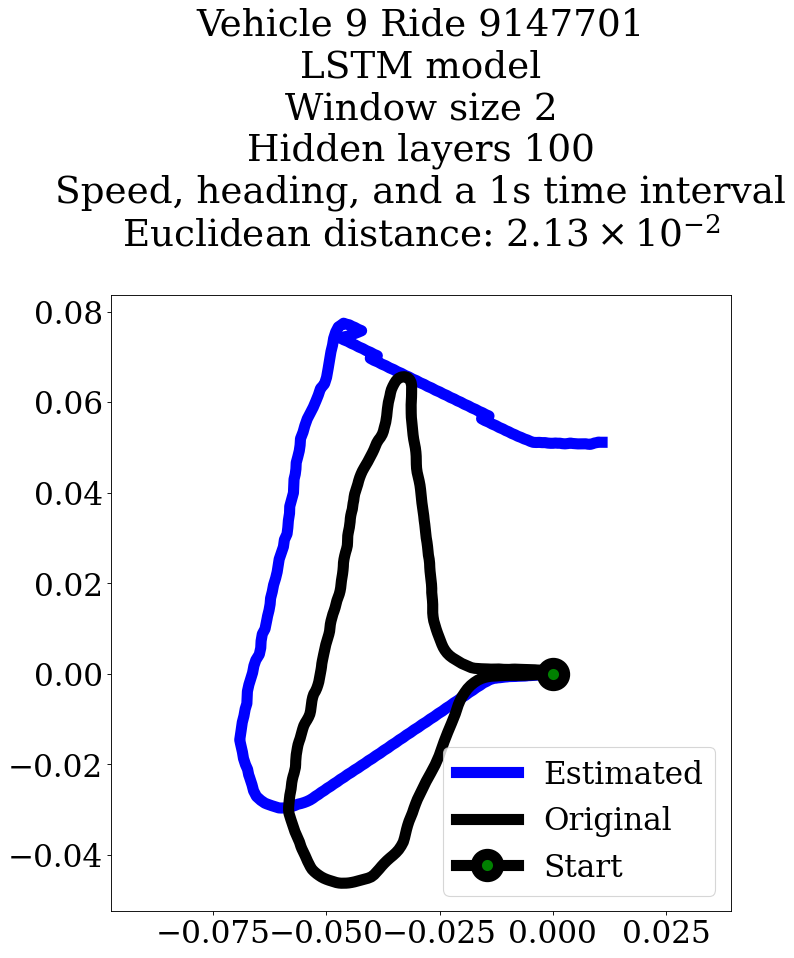 Vehicle 9 Ride 9147701
LSTM model
Window size 2
Hidden layers 100
Speed, heading, and a 1s time interval
Euclidean distance: 2.13 × 10⁻²
0.08
0.06
0.04
0.02
0.00
−0.02
−0.04
Estimated
Original
Start
−0.075 −0.050 −0.025 0.000 0.025